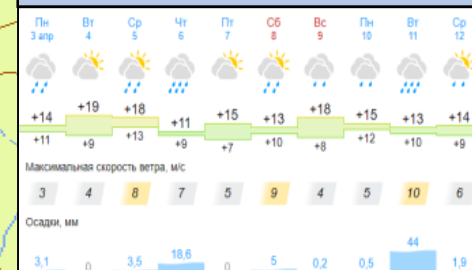 Пн Вт Ср Чт Пт Сб Вс Пн Вт Ср
3 апр 4 5 6 7 8 9 10 11 12
+14 +19 +18 +11 +15 +13 +18 +15 +13 +14
+11 +9 +13 +9 +7 +10 +8 +12 +10 +9
Максимальная скорость ветра, м/с
3 4 8 7 5 9 4 5 10 6
Осадки, мм
3,1 0 3,5 18,6 0 5 0,2 0,5 44 1,9